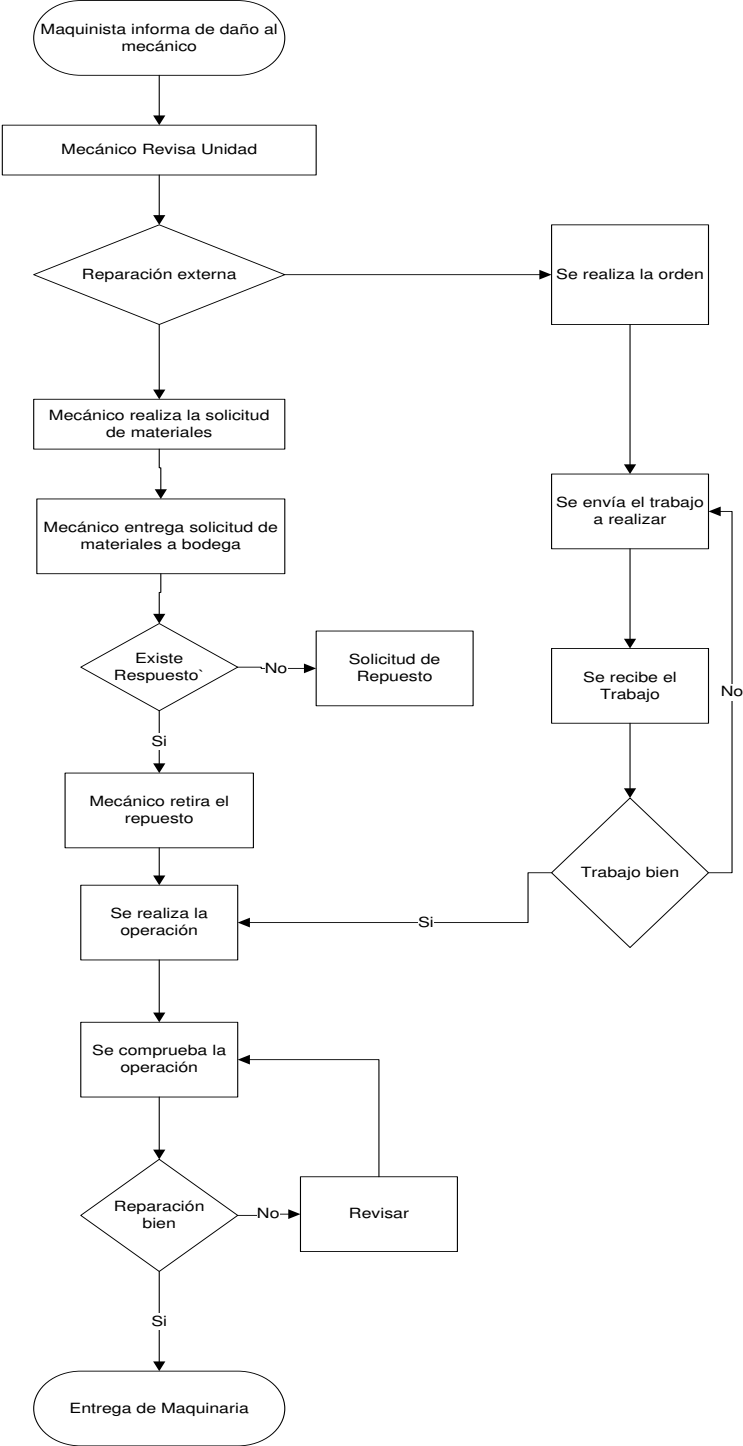 Maquinista informa de daño al
mecánico
Mecánico Revisa Unidad
Reparación externa
Se realiza la orden
Mecánico realiza la solicitud
de materiales
Mecánico entrega solicitud de
materiales a bodega
Se envía el trabajo
a realizar
Existe
Respuesto`
No
Solicitud de
Repuesto
Se recibe el
Trabajo
No
Si
Mecánico retira el
repuesto
Trabajo bien
Se realiza la
operación
Si
Se comprueba la
operación
Reparación
bien
No
Revisar
Si
Entrega de Maquinaria